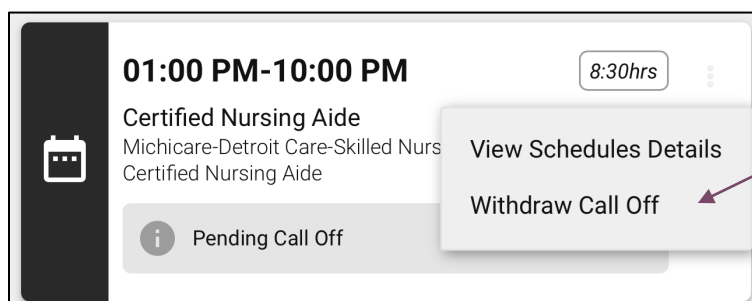 01:00 PM-10:00 PM
8:30hrs
Certified Nursing Aide
Michicare-Detroit Care-Skilled Nurs
Certified Nursing Aide
Pending Call Off
View Schedules Details
Withdraw Call Off